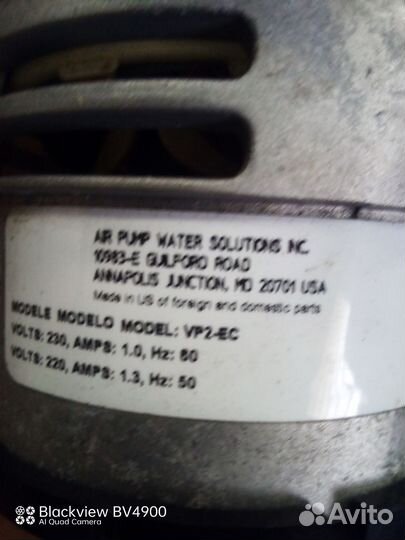 AIR PUMP WATER SOLUTIONS INC.
10983-E GUILFORD ROAD
ANNAPOLIS JUNCTION, MD 20701 USA
Made in US of foreign and domestic parts
MODELE MODELO MODEL: VP2-EC
VOLTS: 230, AMPS: 1.0, Hz: 60
VOLTS: 220, AMPS: 1.3, Hz: 50
Blackview BV4900
AI Quad Camera
Avito